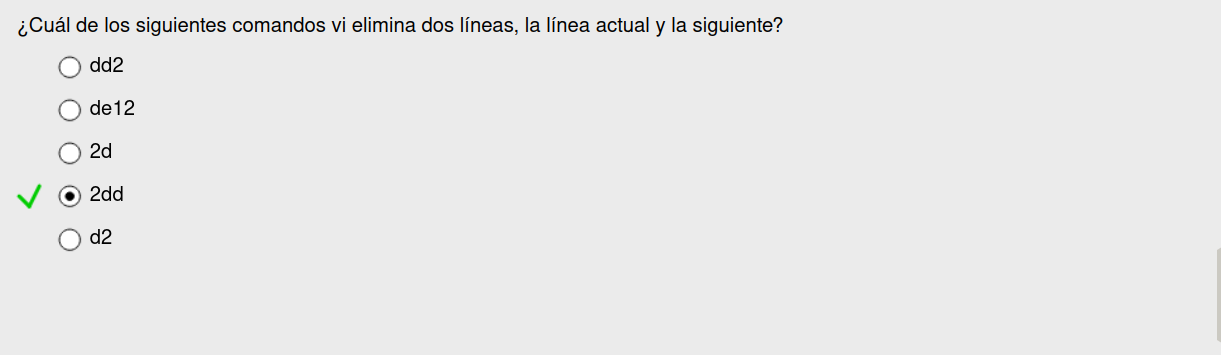 ¿Cuál de los siguientes comandos vi elimina dos líneas, la línea actual y la siguiente?
dd2
de12
2d
2dd
d2